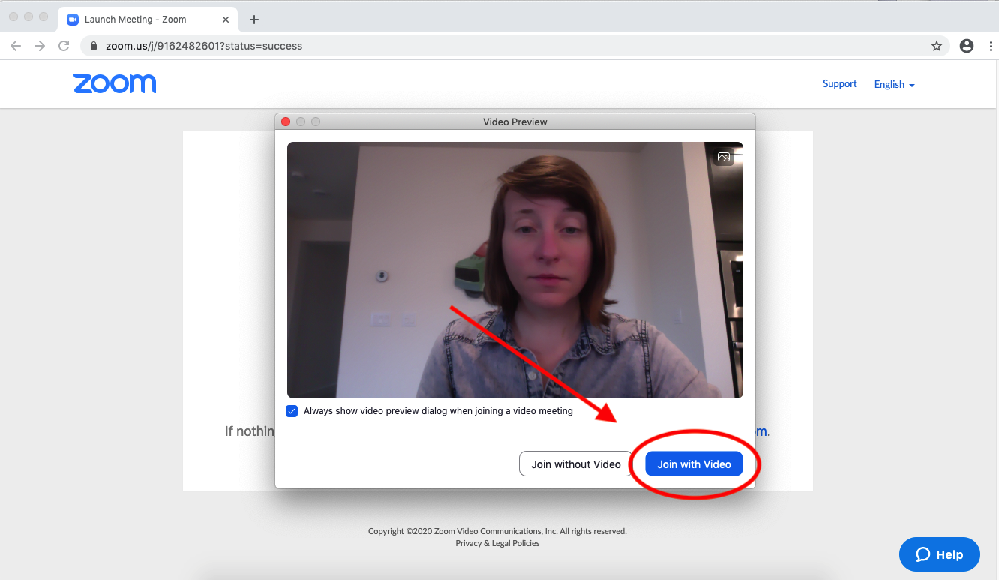 Launch Meeting - Zoom
zoom.us/j/9162482601?status=success
zoom
Support English
Video Preview
Always show video preview dialog when joining a video meeting
If nothin
m.
Join without Video Join with Video
Copyright ©2020 Zoom Video Communications, Inc. All rights reserved.
Privacy & Legal Policies
Help